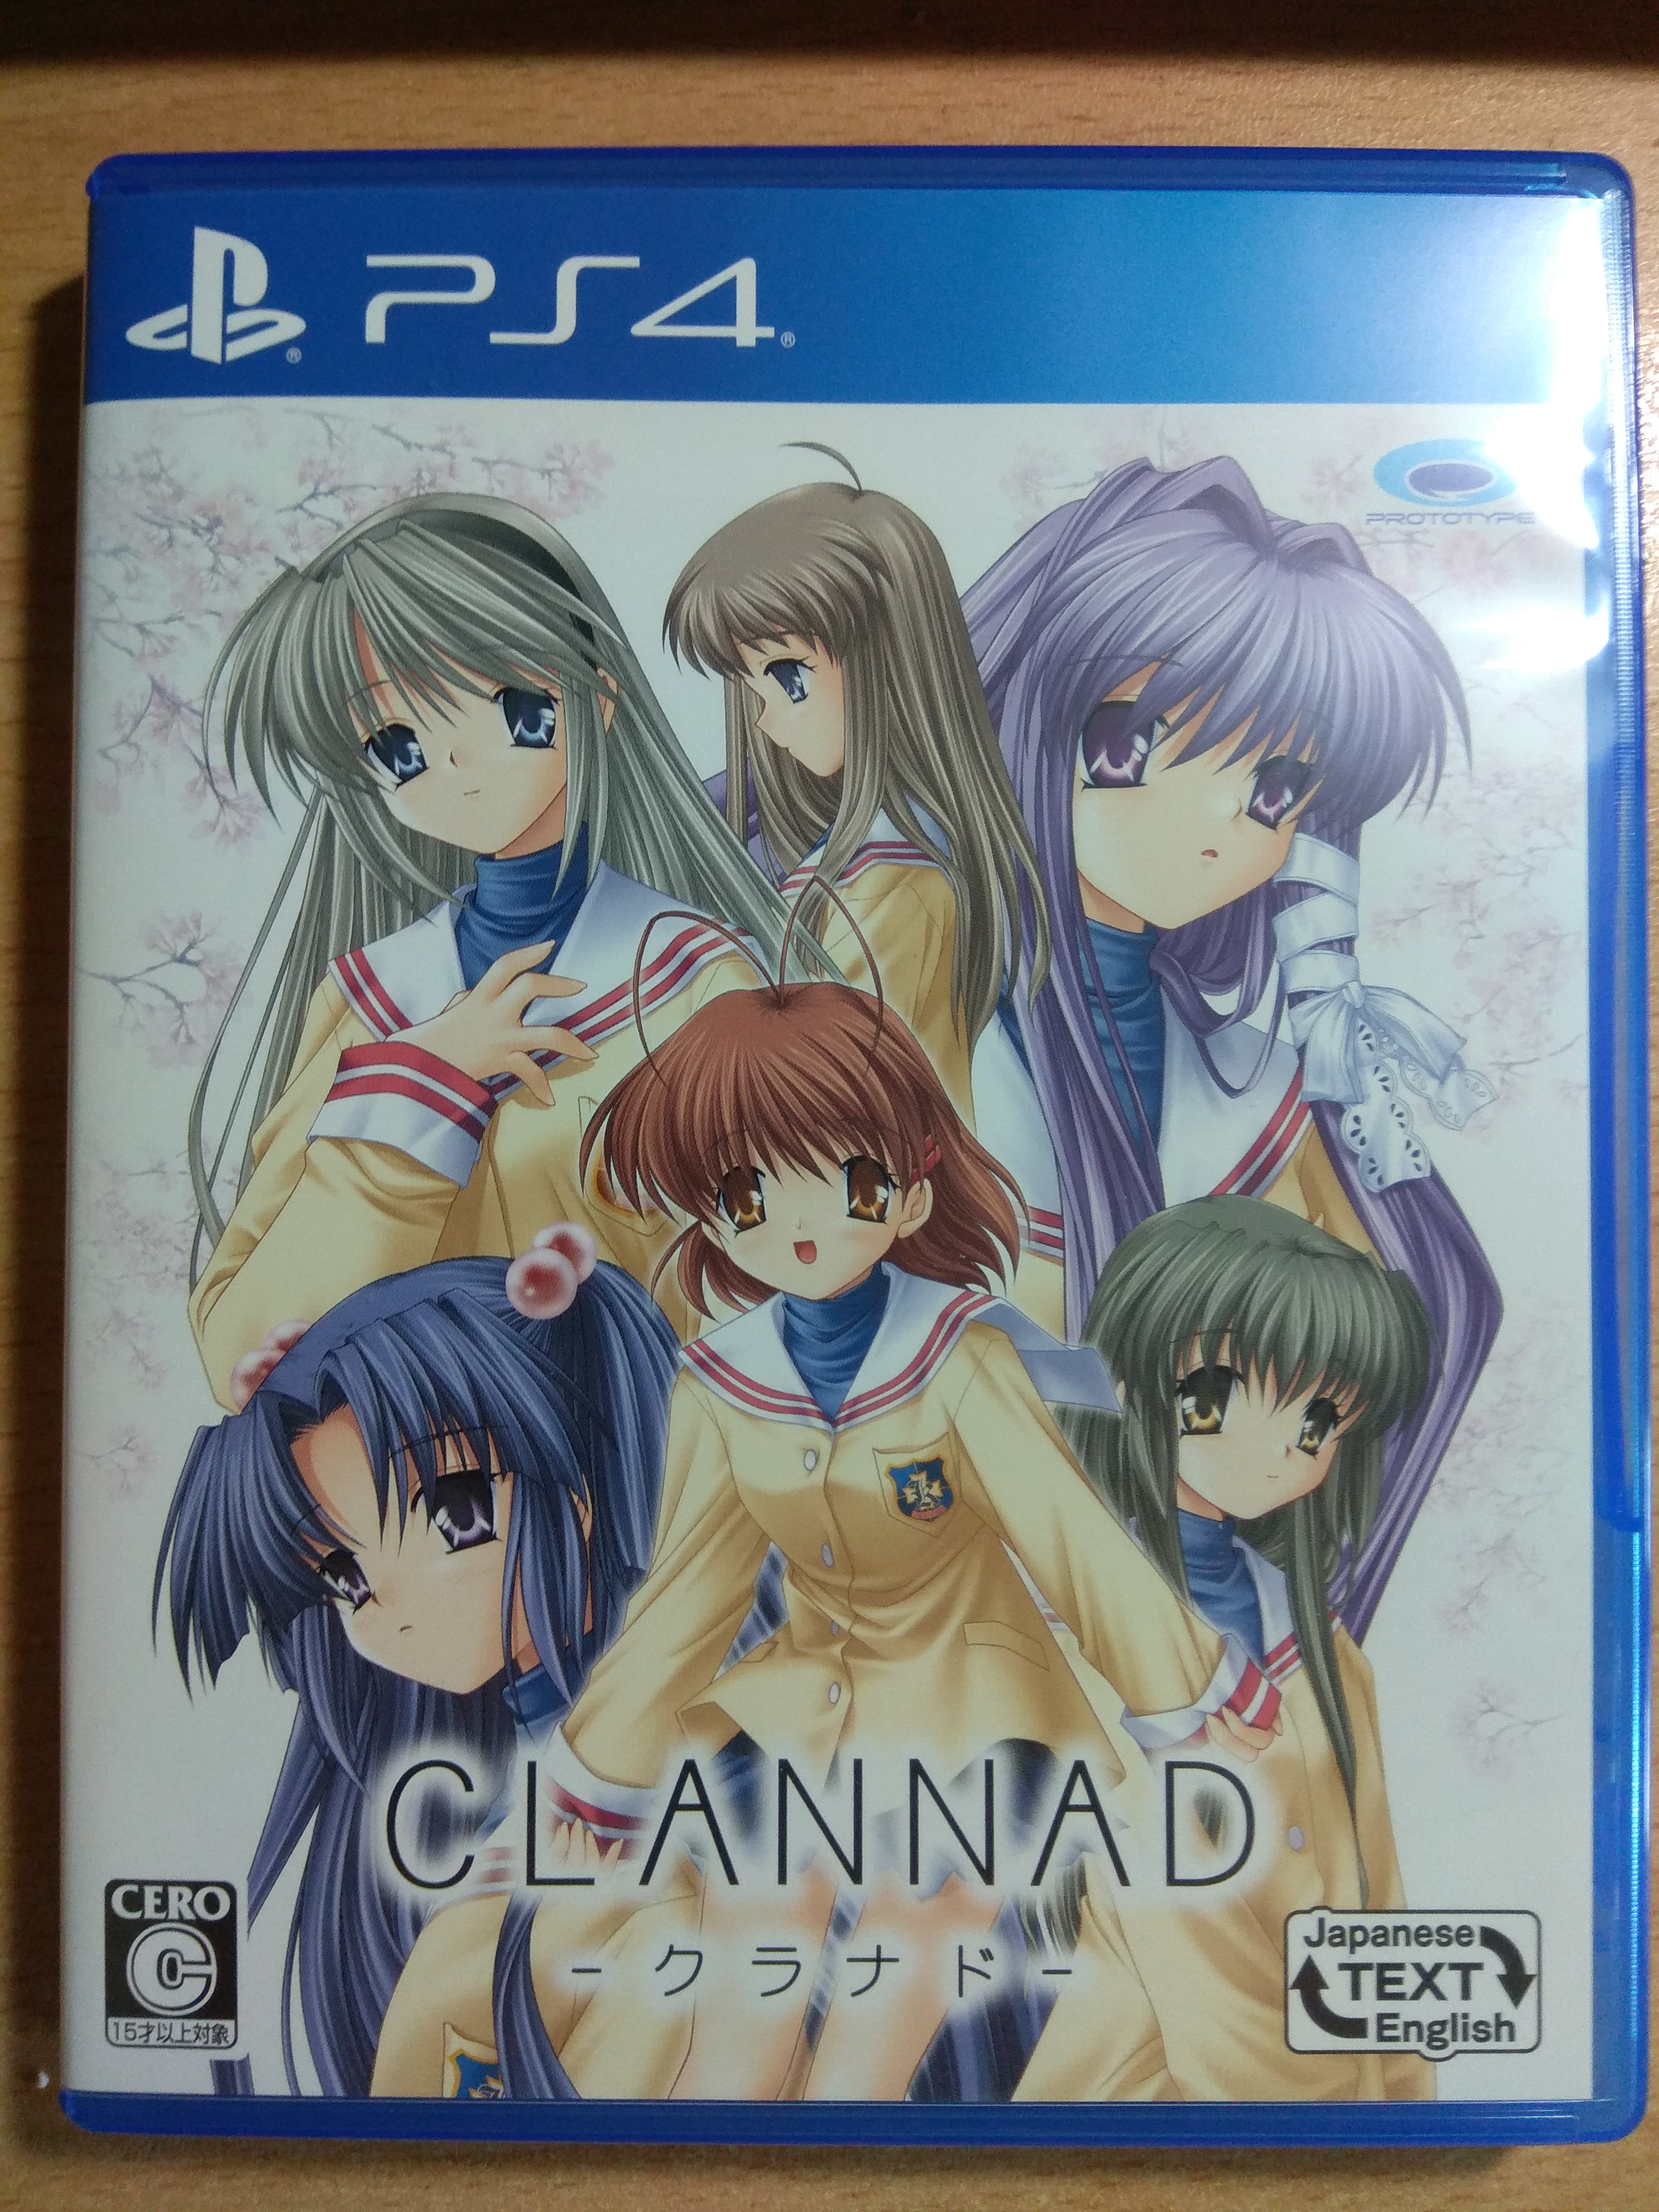 PS4
PROTOTYPE
CLANNAD
-クラナド-
CERO
C
15才以上対象
Japanese
TEXT
English